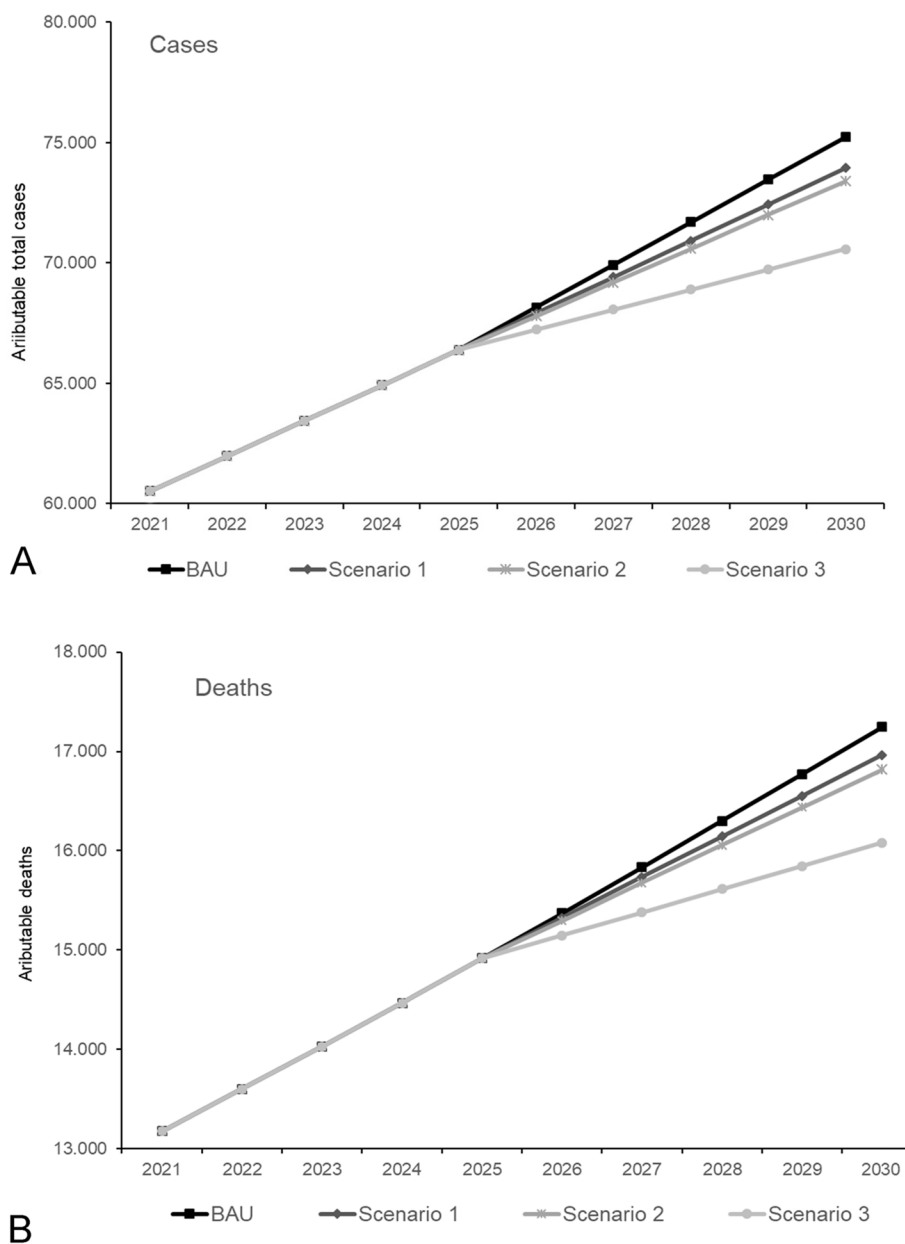 80.000
Cases
75.000
70.000
65.000
60.000
Ariibutable total cases
2021 2022 2023 2024 2025 2026 2027 2028 2029 2030
A
BAU Scenario 1 Scenario 2 Scenario 3
18.000
Deaths
17.000
16.000
15.000
14.000
13.000
Aributable deaths
2021 2022 2023 2024 2025 2026 2027 2028 2029 2030
B
BAU Scenario 1 Scenario 2 Scenario 3